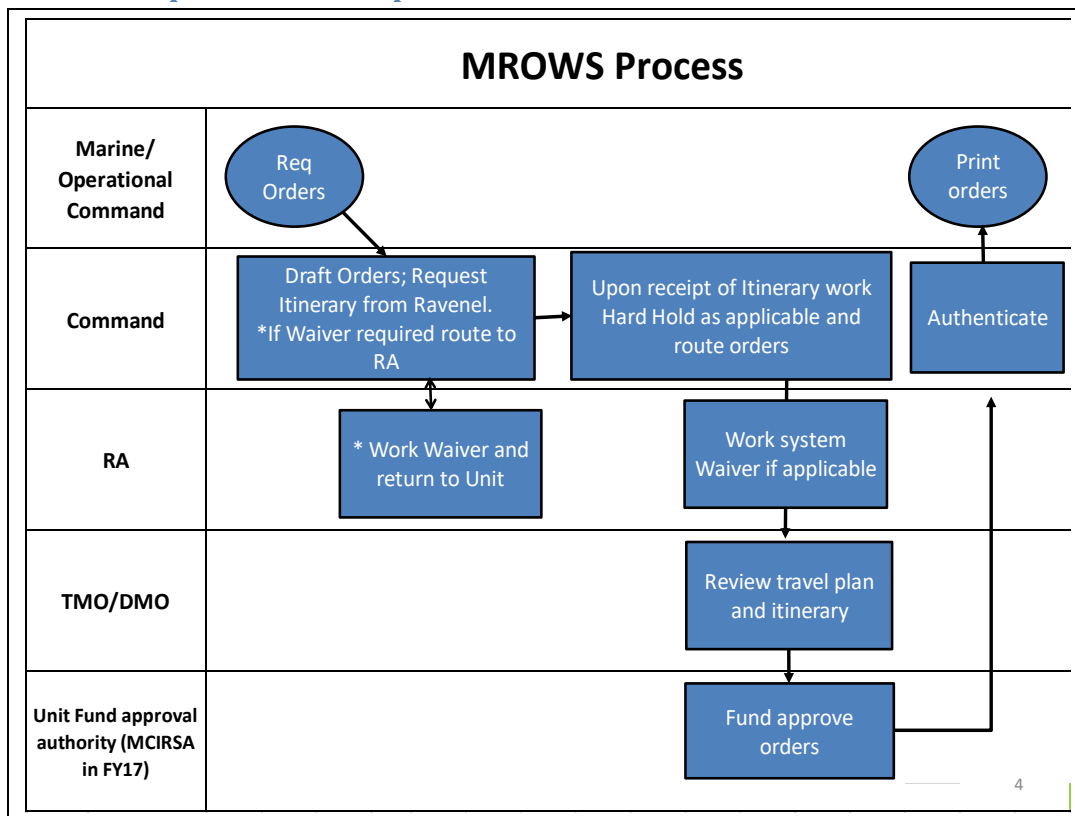 MROWS Process
Marine/
Operational
Command
Req
Orders
Print
orders
Command
Draft Orders; Request
Itinerary from Ravenel.
*If Waiver required route to
RA
Upon receipt of Itinerary work
Hard Hold as applicable and
route orders
Authenticate
RA
* Work Waiver and
return to Unit
Work system
Waiver if applicable
TMO/DMO
Review travel plan
and itinerary
Unit Fund approval
authority (MCIRSA
in FY17)
Fund approve
orders
4